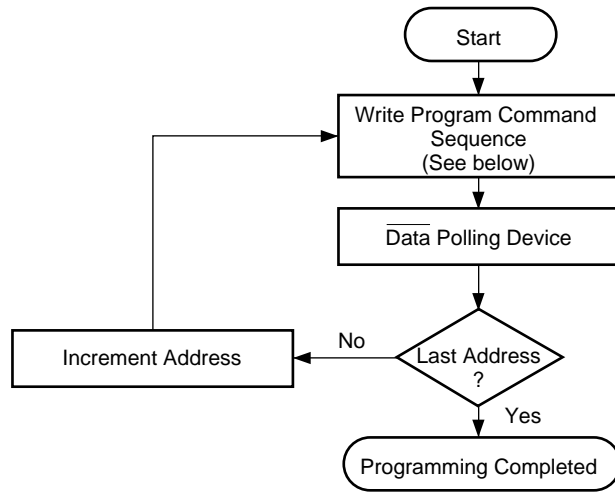 Start
Write Program Command
Sequence
(See below)
Data Polling Device
No
Increment Address
Last Address
?
Yes
Programming Completed